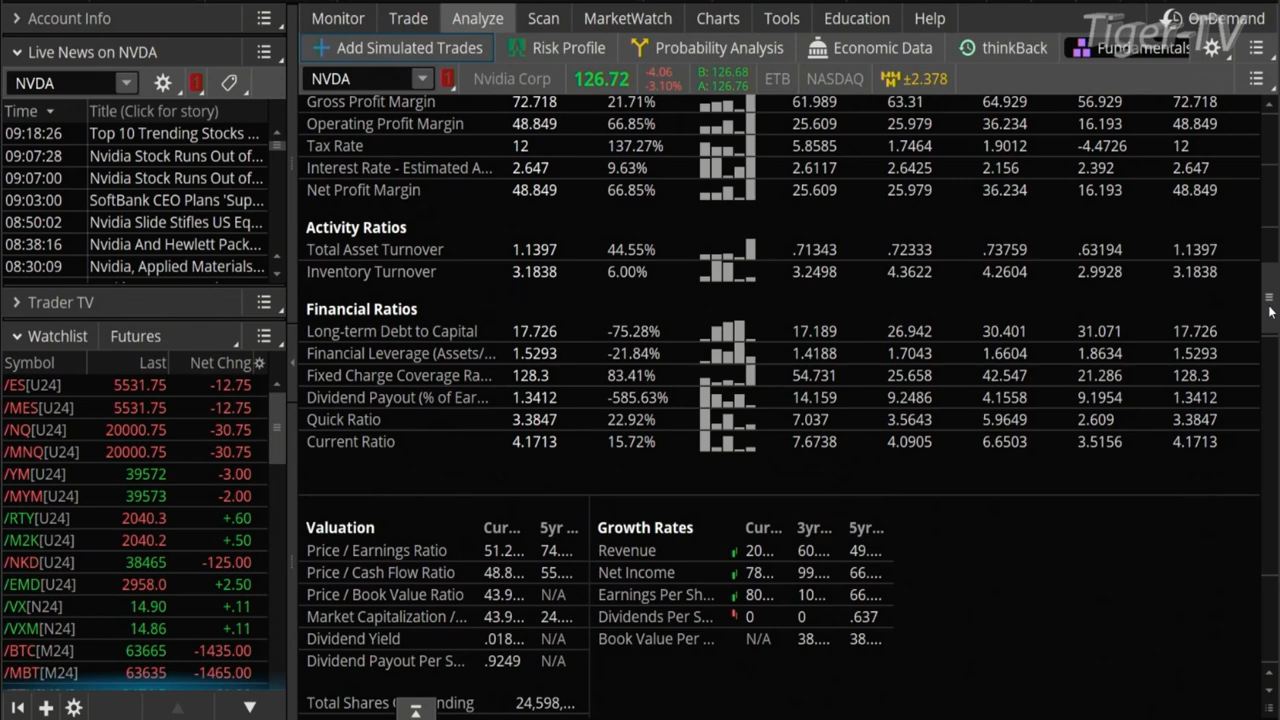 Account Info
Monitor Trade Analyze Scan MarketWatch Charts Tools Education Help OnDemand
Tiger-TV
Live News on NVDA
Add Simulated Trades Risk Profile Probability Analysis Economic Data thinkBack Fundamentals
NVDA 1
NVDA 1 Nvidia Corp 126.72 -4.06 -3.10% B: 126.68 A: 126.76 ETB NASDAQ ±2.378
Time Title (Click for story)
09:18:26 Top 10 Trending Stocks ...
09:07:28 Nvidia Stock Runs Out of...
09:07:00 Nvidia Stock Runs Out of...
09:03:00 SoftBank CEO Plans 'Sup...
08:50:02 Nvidia Slide Stifles US Eq...
08:38:16 Nvidia And Hewlett Pack...
08:30:09 Nvidia, Applied Materials...
Trader TV
Watchlist Futures
Symbol Last Net Chng
/ES[U24] 5531.75 -12.75
/MES[U24] 5531.75 -12.75
/NQ[U24] 20000.75 -30.75
/MNQ[U24] 20000.75 -30.75
/YM[U24] 39572 -3.00
/MYM[U24] 39573 -2.00
/RTY[U24] 2040.3 +.60
/M2K[U24] 2040.2 +.50
/NKD[U24] 38465 -125.00
/EMD[U24] 2958.0 +2.50
/VX[N24] 14.90 +.11
/VXM[N24] 14.86 +.11
/BTC[M24] 63665 -1435.00
/MBT[M24] 63635 -1465.00
Gross Profit Margin 72.718 21.71% 61.989 63.31 64.929 56.929 72.718
Operating Profit Margin 48.849 66.85% 25.609 25.979 36.234 16.193 48.849
Tax Rate 12 137.27% 5.8585 1.7464 1.9012 -4.4726 12
Interest Rate - Estimated A... 2.647 9.63% 2.6117 2.6425 2.156 2.392 2.647
Net Profit Margin 48.849 66.85% 25.609 25.979 36.234 16.193 48.849
Activity Ratios
Total Asset Turnover 1.1397 44.55% .71343 .72333 .73759 .63194 1.1397
Inventory Turnover 3.1838 6.00% 3.2498 4.3622 4.2604 2.9928 3.1838
Financial Ratios
Long-term Debt to Capital 17.726 -75.28% 17.189 26.942 30.401 31.071 17.726
Financial Leverage (Assets/... 1.5293 -21.84% 1.4188 1.7043 1.6604 1.8634 1.5293
Fixed Charge Coverage Ra... 128.3 83.41% 54.731 25.658 42.547 21.286 128.3
Dividend Payout (% of Ear... 1.3412 -585.63% 14.159 9.2486 4.1558 9.1954 1.3412
Quick Ratio 3.3847 22.92% 7.037 3.5643 5.9649 2.609 3.3847
Current Ratio 4.1713 15.72% 7.6738 4.0905 6.6503 3.5156 4.1713
Valuation Cur... 5yr ... Growth Rates Cur... 3yr... 5yr...
Price / Earnings Ratio 51.2... 74.... Revenue 20... 60.... 49....
Price / Cash Flow Ratio 48.8... 55.... Net Income 78... 99.... 66....
Price / Book Value Ratio 43.9... N/A Earnings Per Sh... 80... 10... 66....
Market Capitalization /... 43.9... 24.... Dividends Per S... 0 0 .637
Dividend Yield .018... N/A Book Value Per ... N/A 38.... 38....
Dividend Payout Per S... .9249 N/A
Total Shares nding 24,598,...